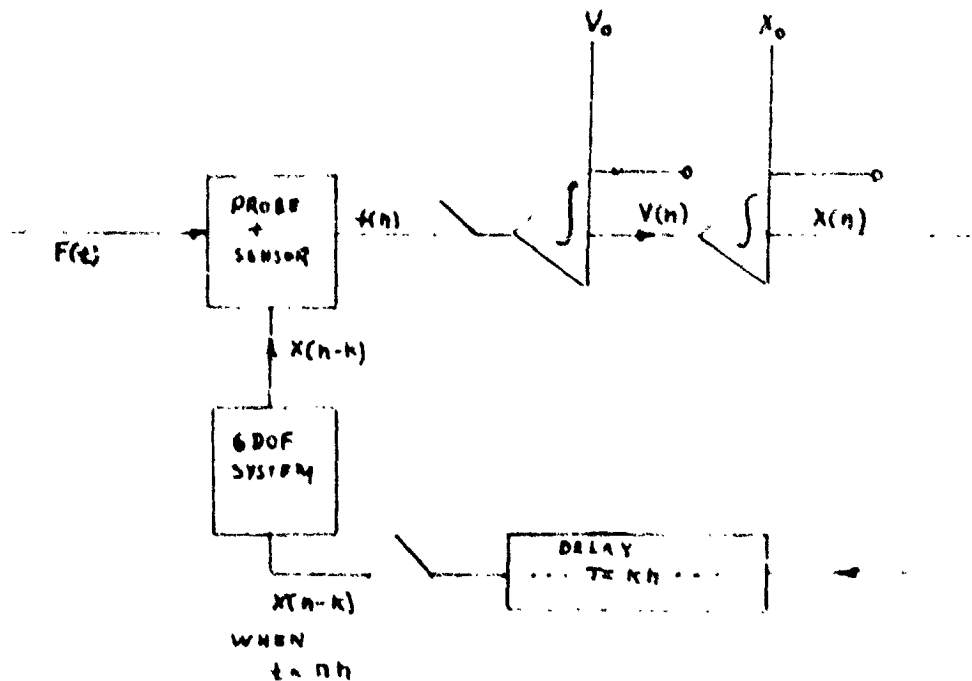 V₀
X₀
PROBE
+
SENSOR
F(t)
f(n)
∫
V(n)
∫
X(n)
X(n-k)
6 DOF
SYSTEM
DELAY
... T= kh ...
X(n-k)
WHEN
t = nh